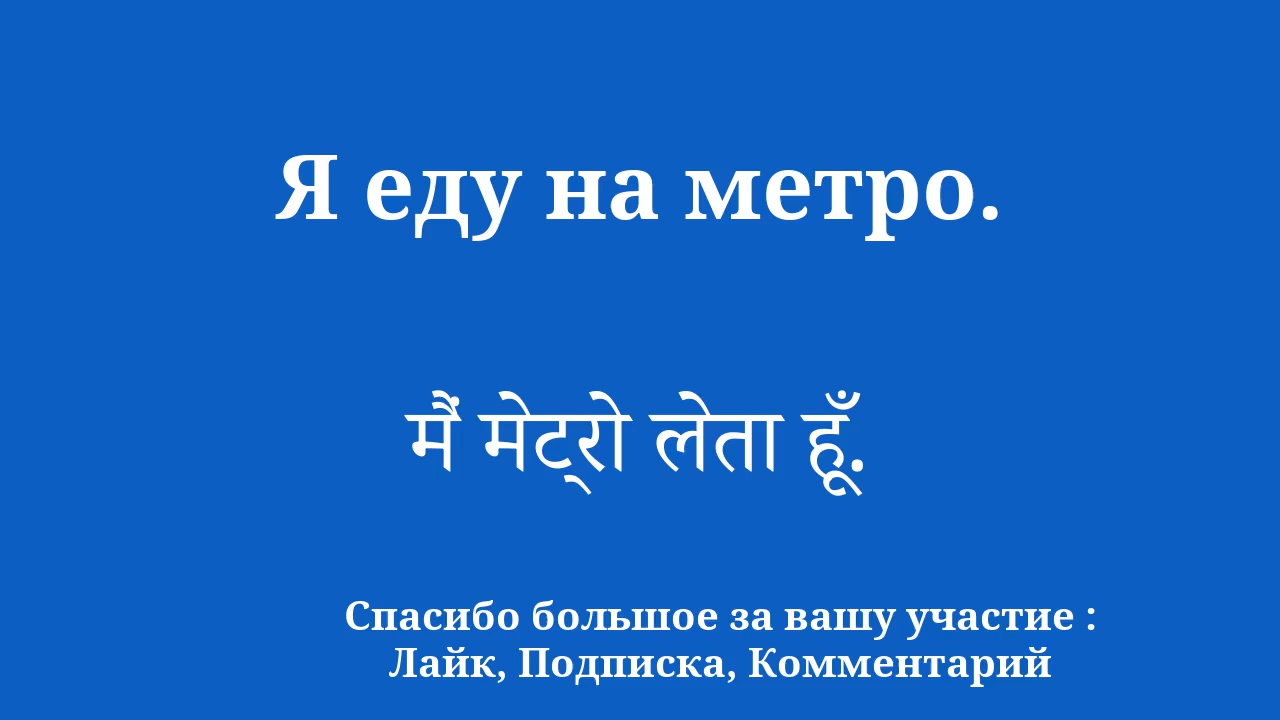 Я еду на метро.
मैं मेट्रो लेता हूँ.
Спасибо большое за вашу участие :
Лайк, Подписка, Комментарий